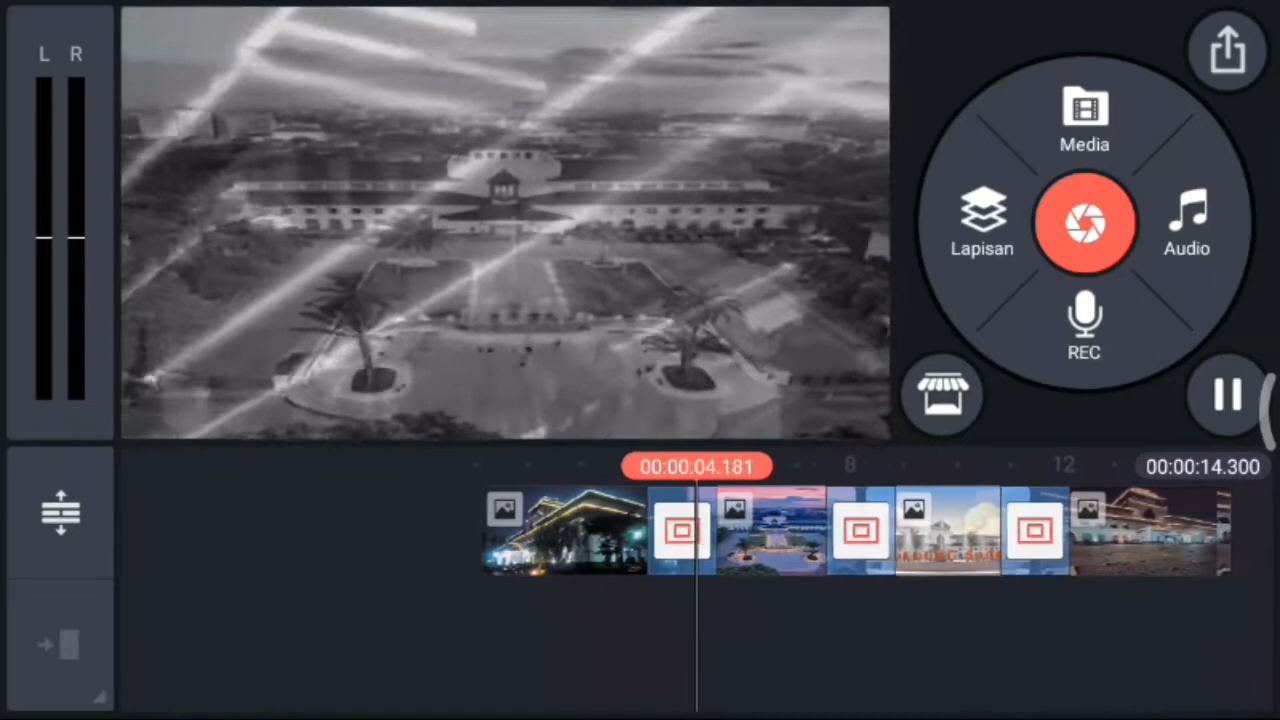 L R
Media
Lapisan
Audio
REC
00:00:04.181
8
12
00:00:14.300